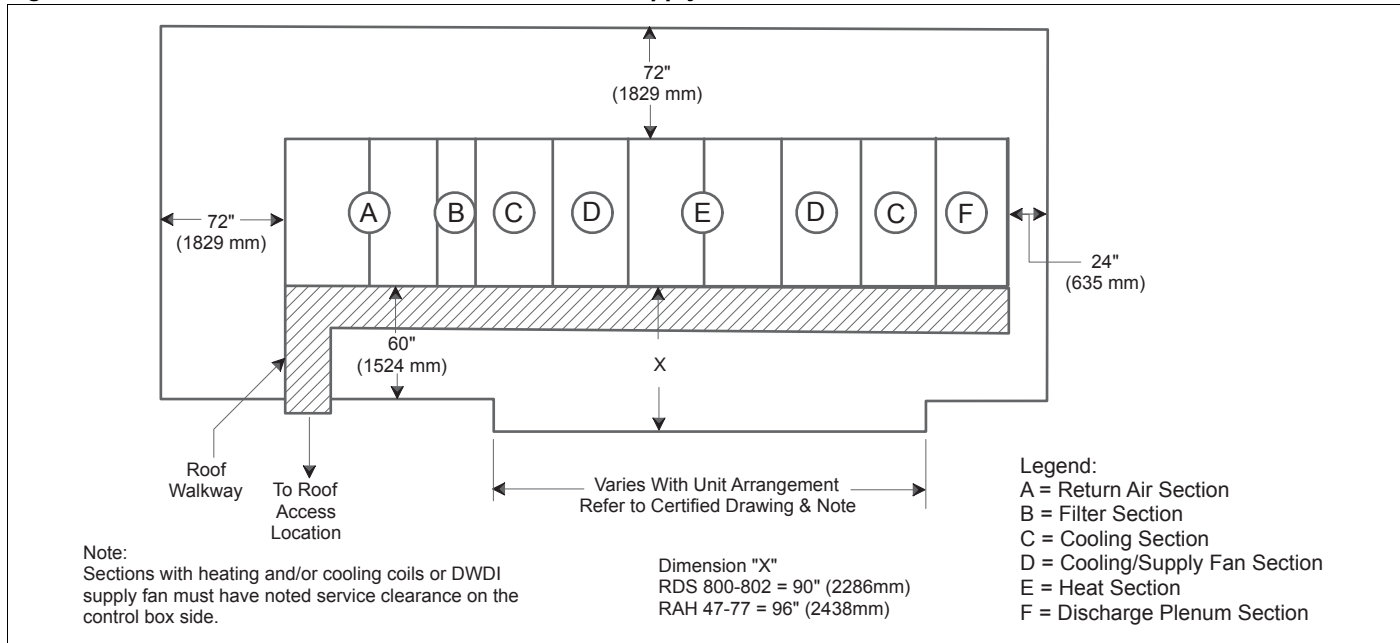 72"
(1829 mm)
A
B
C
D
E
D
C
F
72"
(1829 mm)
24"
(635 mm)
60"
(1524 mm)
X
Roof
Walkway
To Roof
Access
Location
Varies With Unit Arrangement
Refer to Certified Drawing & Note
Note:
Sections with heating and/or cooling coils or DWDI
supply fan must have noted service clearance on the
control box side.
Dimension "X"
RDS 800-802 = 90" (2286mm)
RAH 47-77 = 96" (2438mm)
Legend:
A = Return Air Section
B = Filter Section
C = Cooling Section
D = Cooling/Supply Fan Section
E = Heat Section
F = Discharge Plenum Section